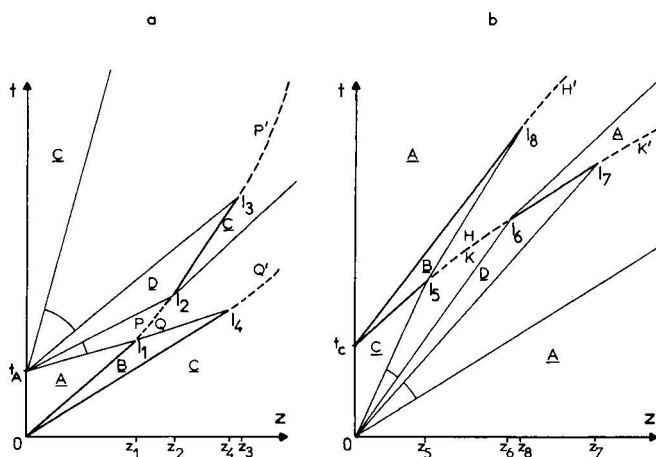 a
b
t
t
H'
P'
C
A
A
I8
K'
I7
I3
C
I6
Q'
D
H
K
B
I5
D
I2
P
Q
I4
tc
I1
tA
C
A
B
C
A
z
z
0
z1
z2
z4
z3
0
z5
z6
z8
z7